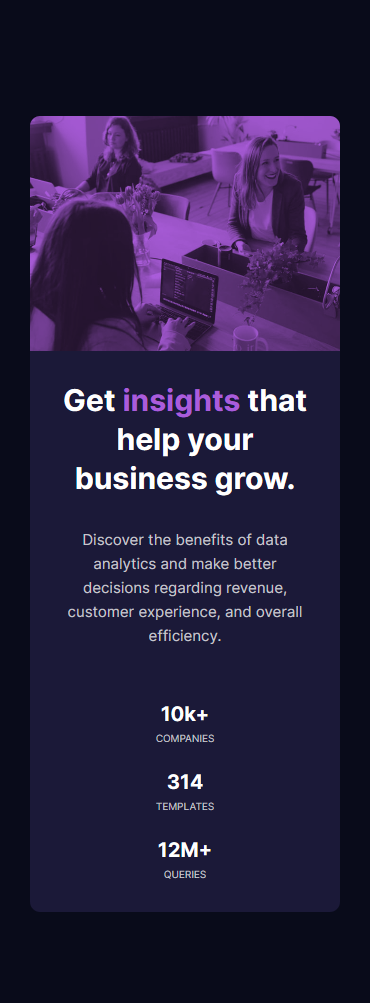 Get insights that
help your
business grow.
Discover the benefits of data
analytics and make better
decisions regarding revenue,
customer experience, and overall
efficiency.
10k+
COMPANIES
314
TEMPLATES
12M+
QUERIES